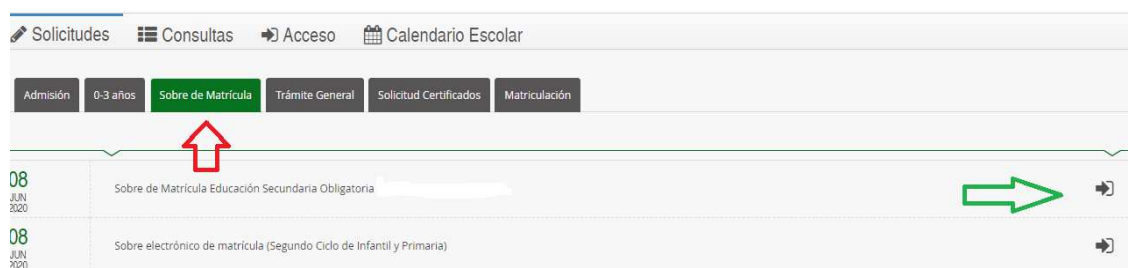 Solicitudes Consultas Acceso Calendario Escolar
Admisión 0-3 años Sobre de Matrícula Trámite General Solicitud Certificados Matriculación
08
JUN
2020
Sobre de Matrícula Educación Secundaria Obligatoria
08
JUN
2020
Sobre electrónico de matrícula (Segundo Ciclo de Infantil y Primaria)